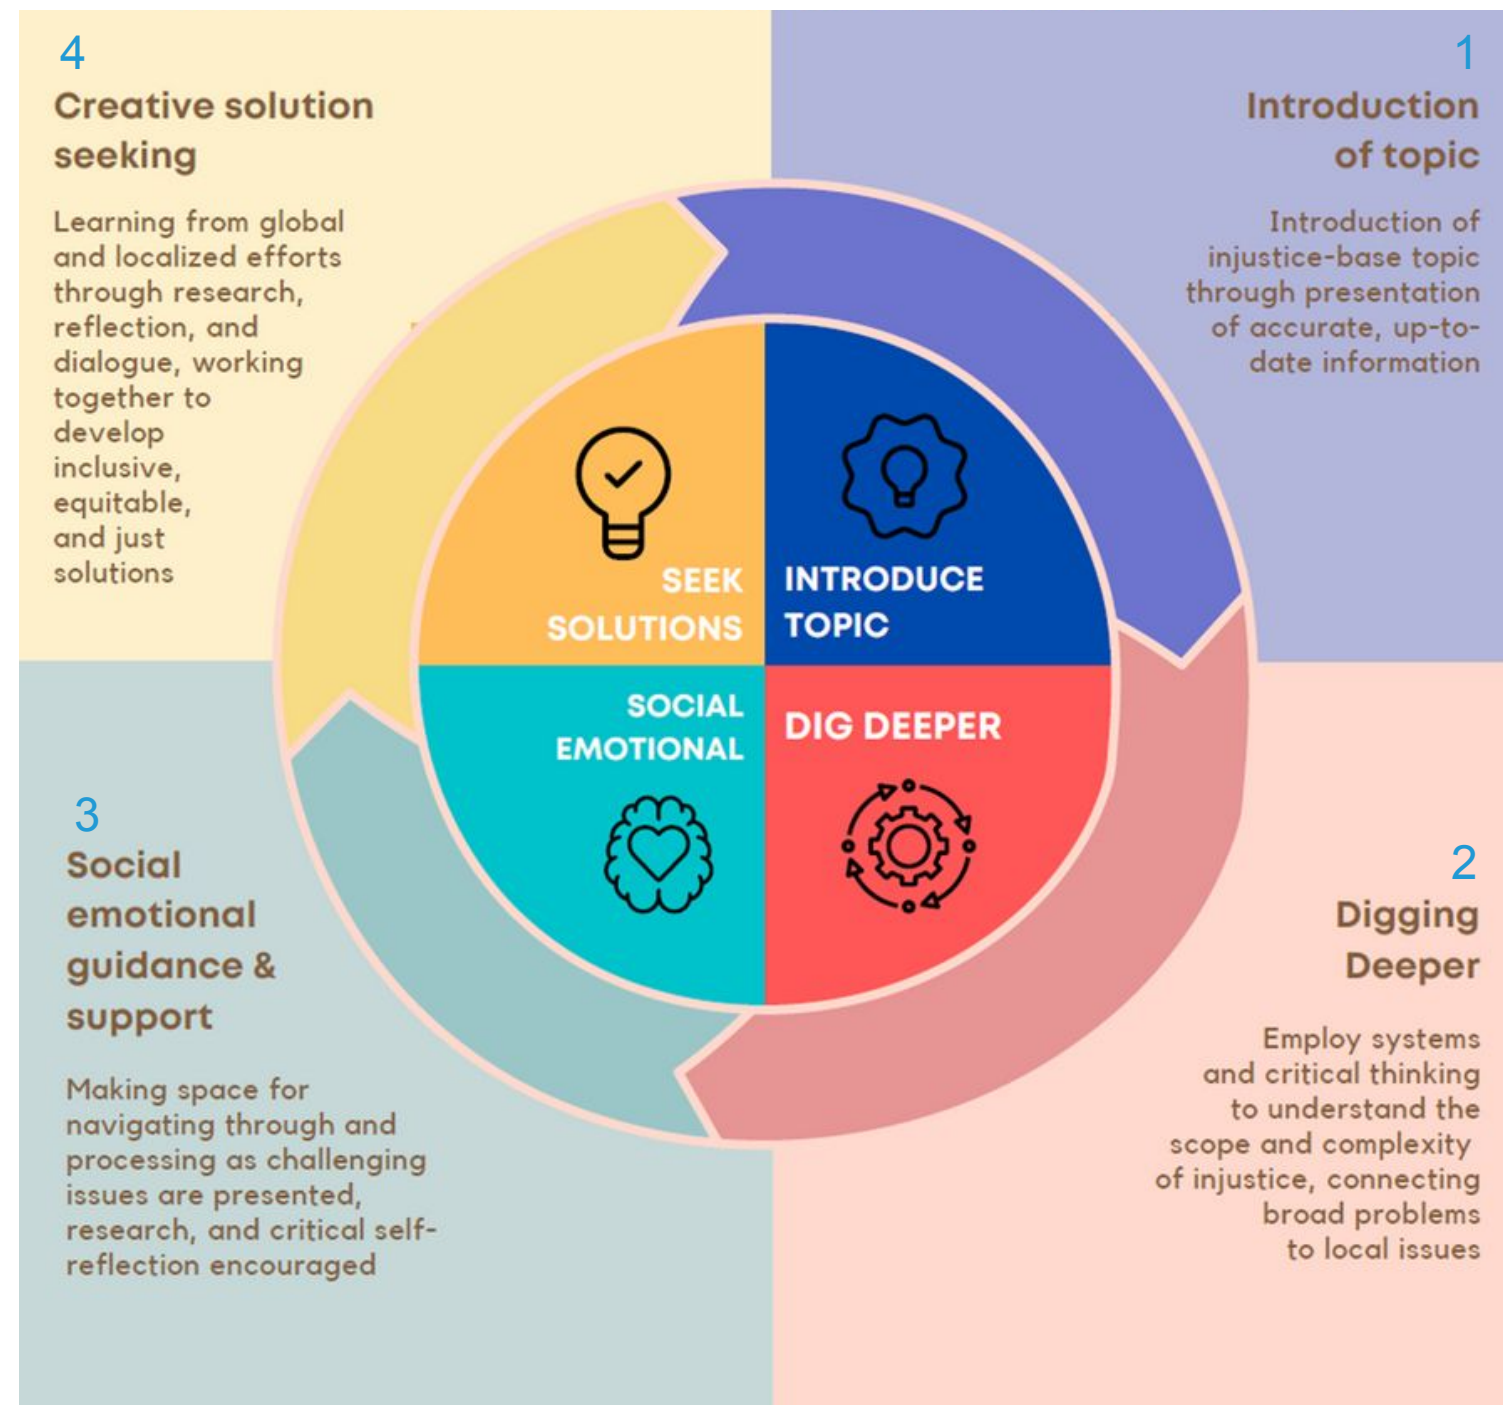 4
Creative solution
seeking
Learning from global
and localized efforts
through research,
reflection, and
dialogue, working
together to
develop
inclusive,
equitable,
and just
solutions
1
Introduction
of topic
Introduction of
injustice-base topic
through presentation
of accurate, up-to-
date information
SEEK
SOLUTIONS
INTRODUCE
TOPIC
SOCIAL
EMOTIONAL
DIG DEEPER
3
Social
emotional
guidance &
support
Making space for
navigating through and
processing as challenging
issues are presented,
research, and critical self-
reflection encouraged
2
Digging
Deeper
Employ systems
and critical thinking
to understand the
scope and complexity
of injustice, connecting
broad problems
to local issues